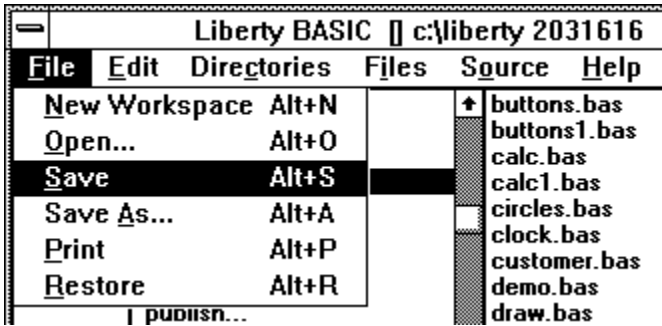 Liberty BASIC [] c:\liberty 2031616
File Edit Directories Files Source Help
New Workspace Alt+N
Open... Alt+O
Save Alt+S
Save As... Alt+A
Print Alt+P
Restore Alt+R
publish...
buttons.bas
buttons1.bas
calc.bas
calc1.bas
circles.bas
clock.bas
customer.bas
demo.bas
draw.bas